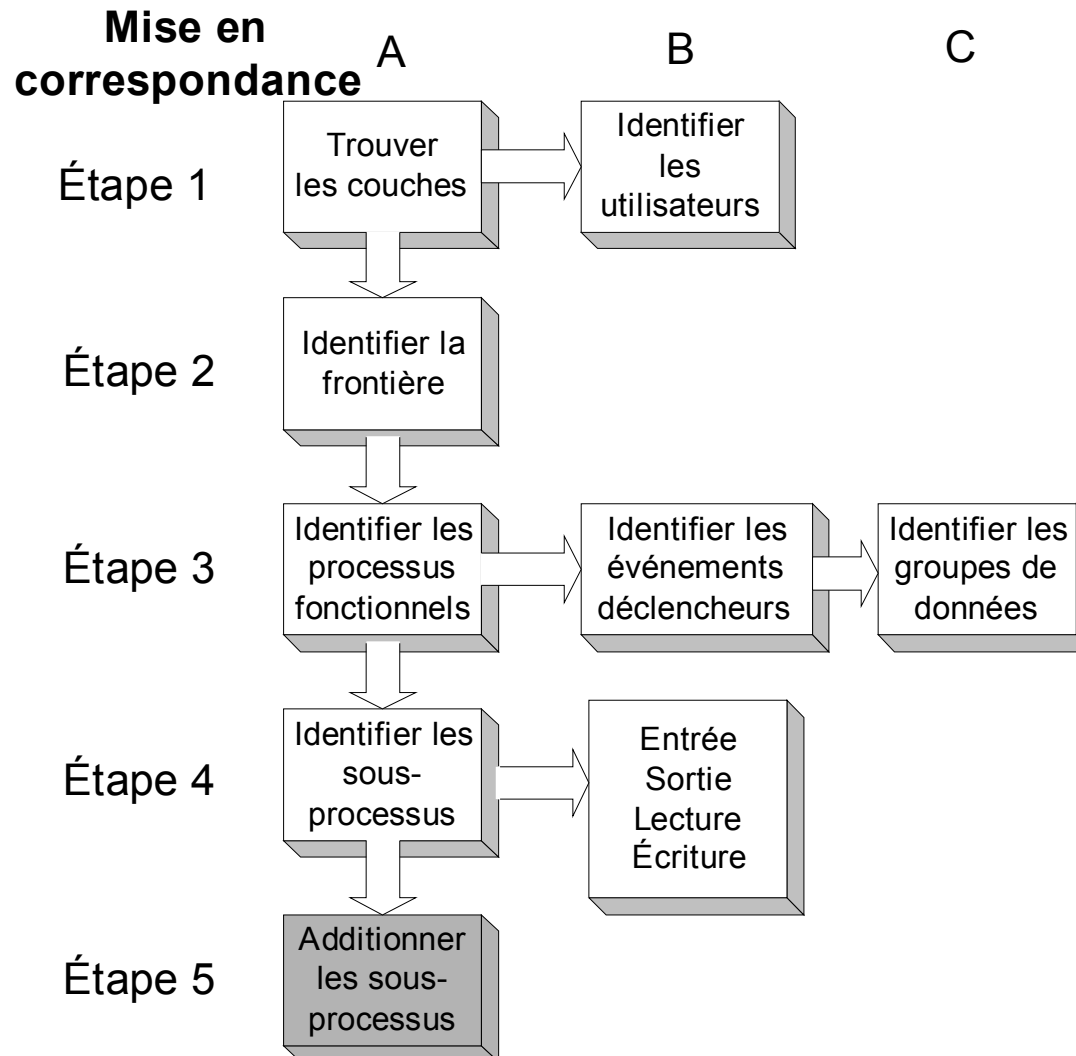 Mise en
correspondance
A
B
C
Étape 1
Trouver
les couches
Identifier
les
utilisateurs
Étape 2
Identifier la
frontière
Étape 3
Identifier les
processus
fonctionnels
Identifier les
événements
déclencheurs
Identifier les
groupes de
données
Étape 4
Identifier les
sous-
processus
Entrée
Sortie
Lecture
Écriture
Étape 5
Additionner
les sous-
processus